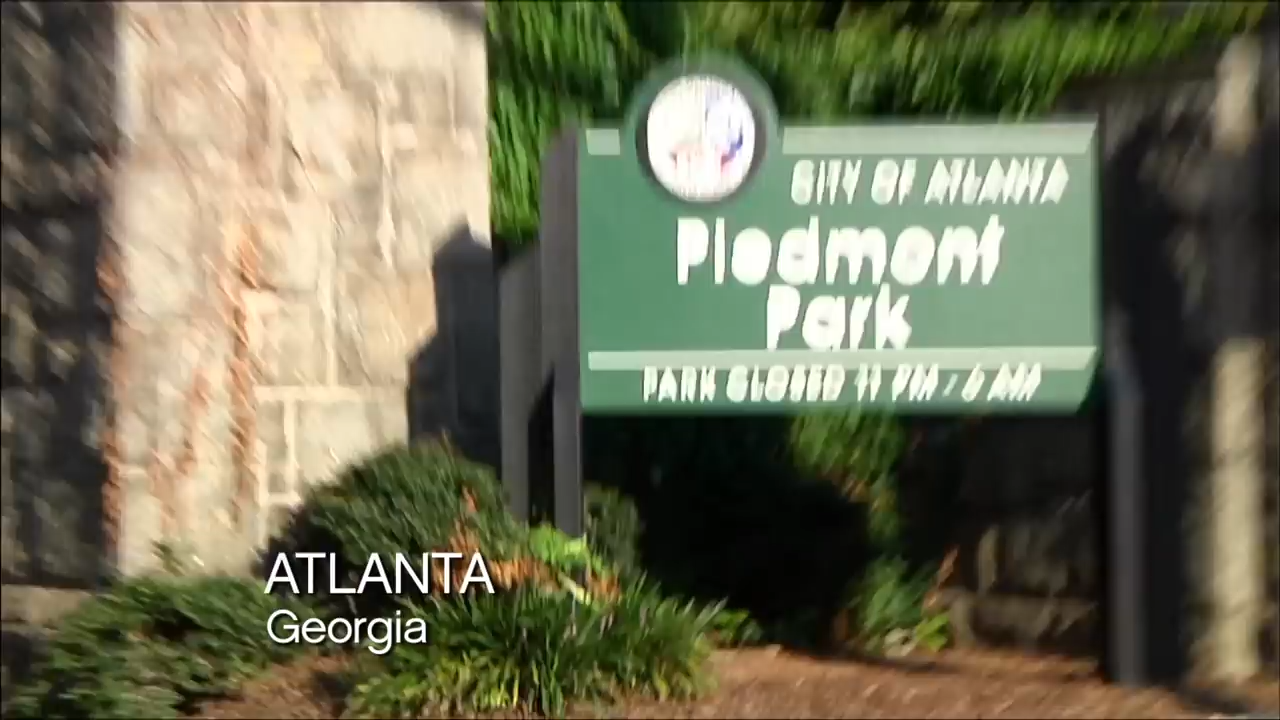 CITY OF ATLANTA
Piedmont
Park
PARK CLOSED 11 PM - 6 AM
ATLANTA
Georgia